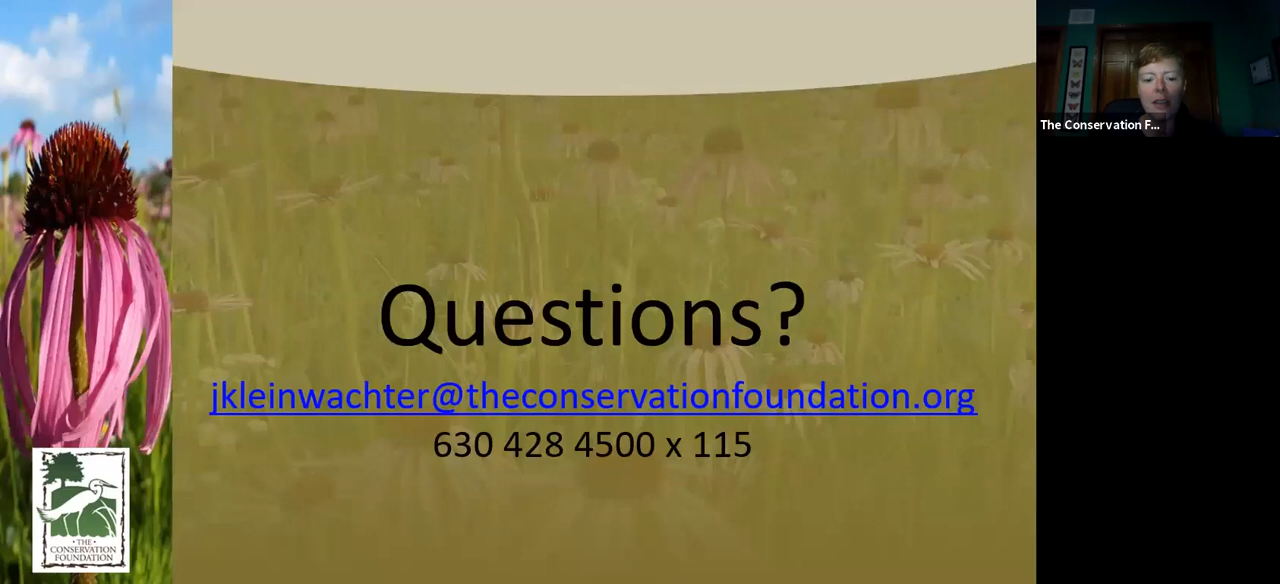 Questions?
jkleinwachter@theconservationfoundation.org
630 428 4500 x 115
• THE •
CONSERVATION
FOUNDATION
The Conservation F...